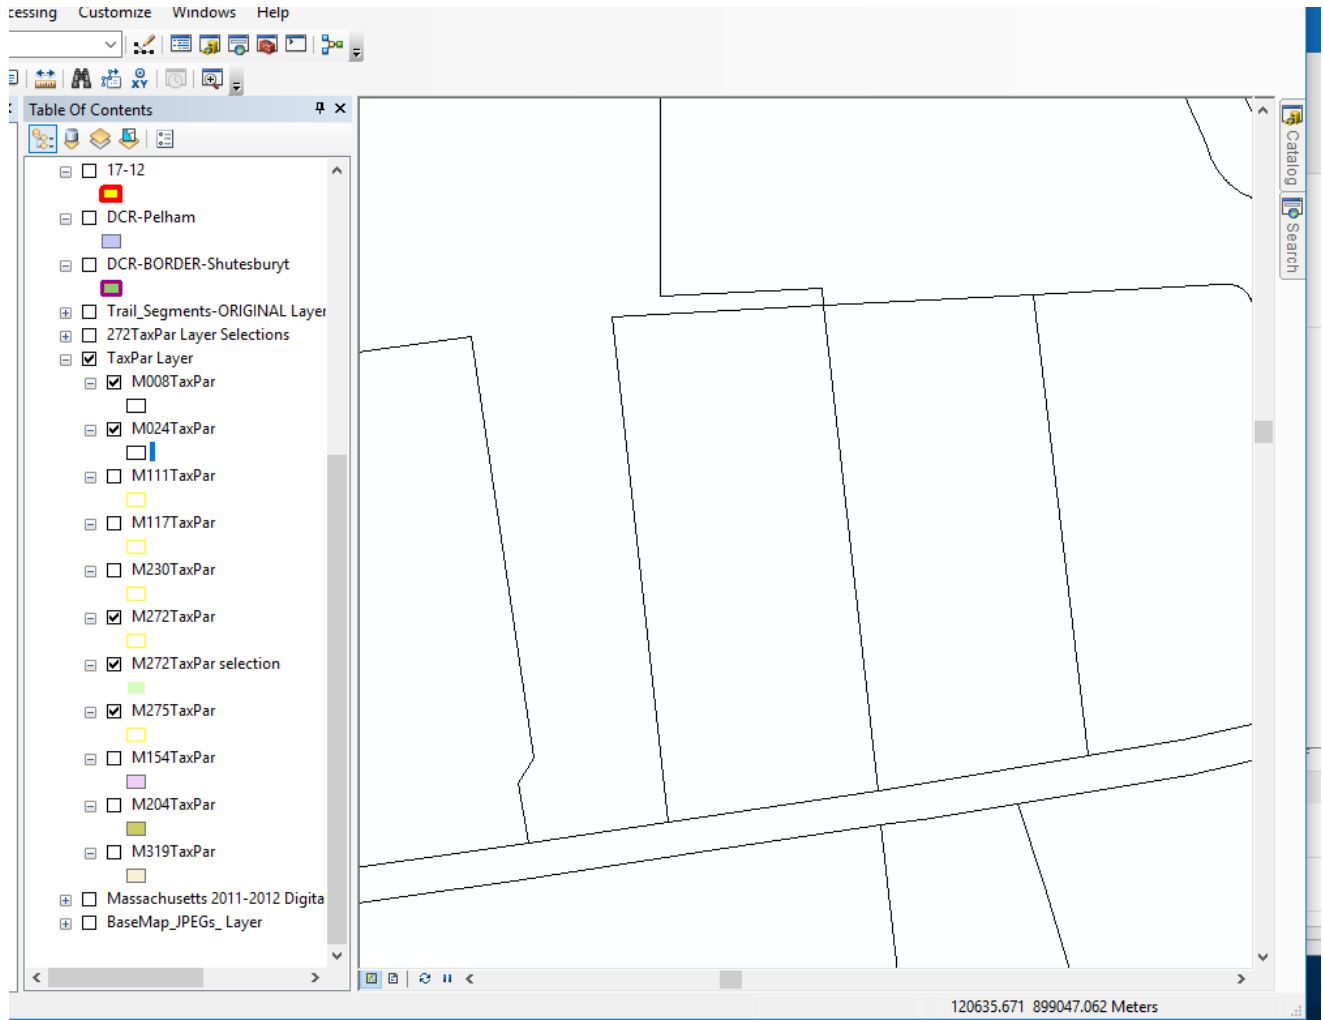 cessing Customize Windows Help
XY
Table Of Contents
17-12
DCR-Pelham
DCR-BORDER-Shutesburyt
Trail_Segments-ORIGINAL Layer
272TaxPar Layer Selections
TaxPar Layer
M008TaxPar
M024TaxPar
M111TaxPar
M117TaxPar
M230TaxPar
M272TaxPar
M272TaxPar selection
M275TaxPar
M154TaxPar
M204TaxPar
M319TaxPar
Massachusetts 2011-2012 Digita
BaseMap_JPEGs_ Layer
Catalog
Search
120635.671 899047.062 Meters